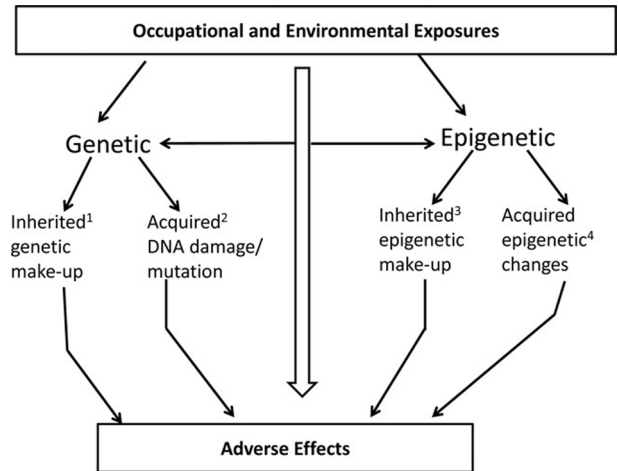 Occupational and Environmental Exposures
Genetic
Epigenetic
Inherited¹
genetic
make-up
Acquired²
DNA damage/
mutation
Inherited³
epigenetic
make-up
Acquired
epigenetic⁴
changes
Adverse Effects